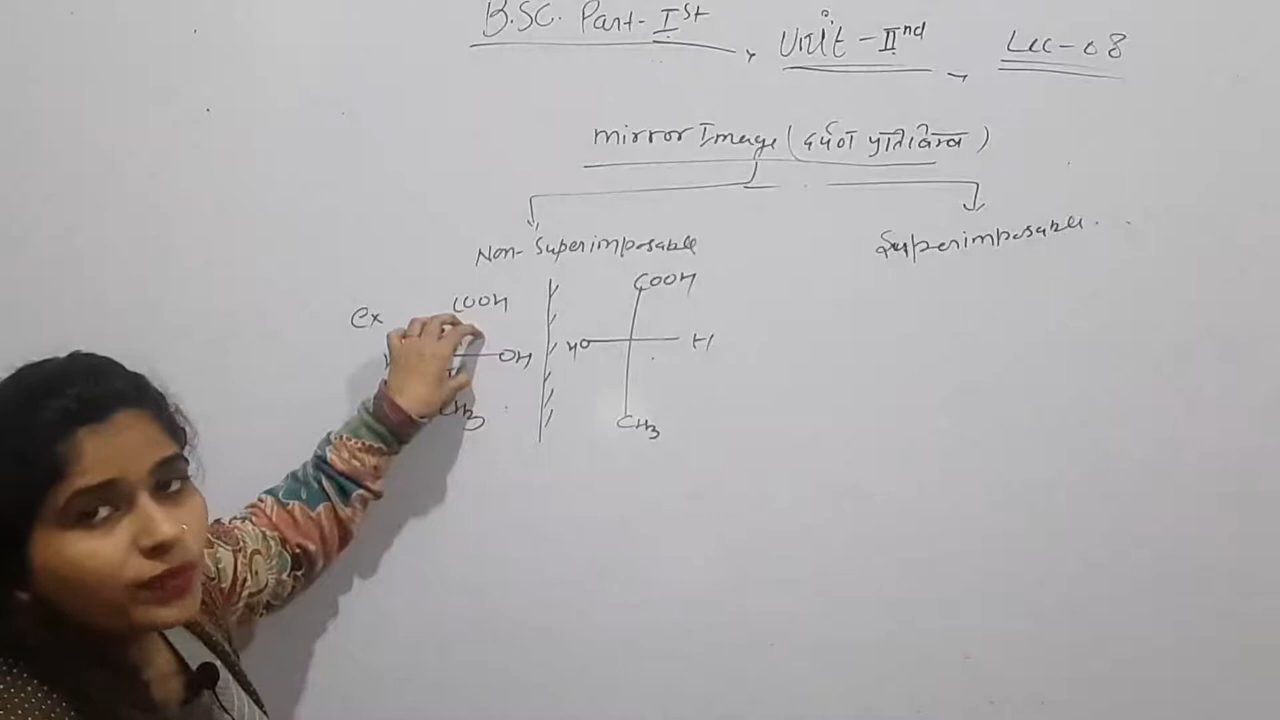 B.SC. Part-Ist, Unit-IInd, Lec-08
mirror Image (दर्पण प्रतिबिम्ब)
Non-Superimposable
Superimposable
COOH
COOH
ex
OH
HO
H
CH3
CH3